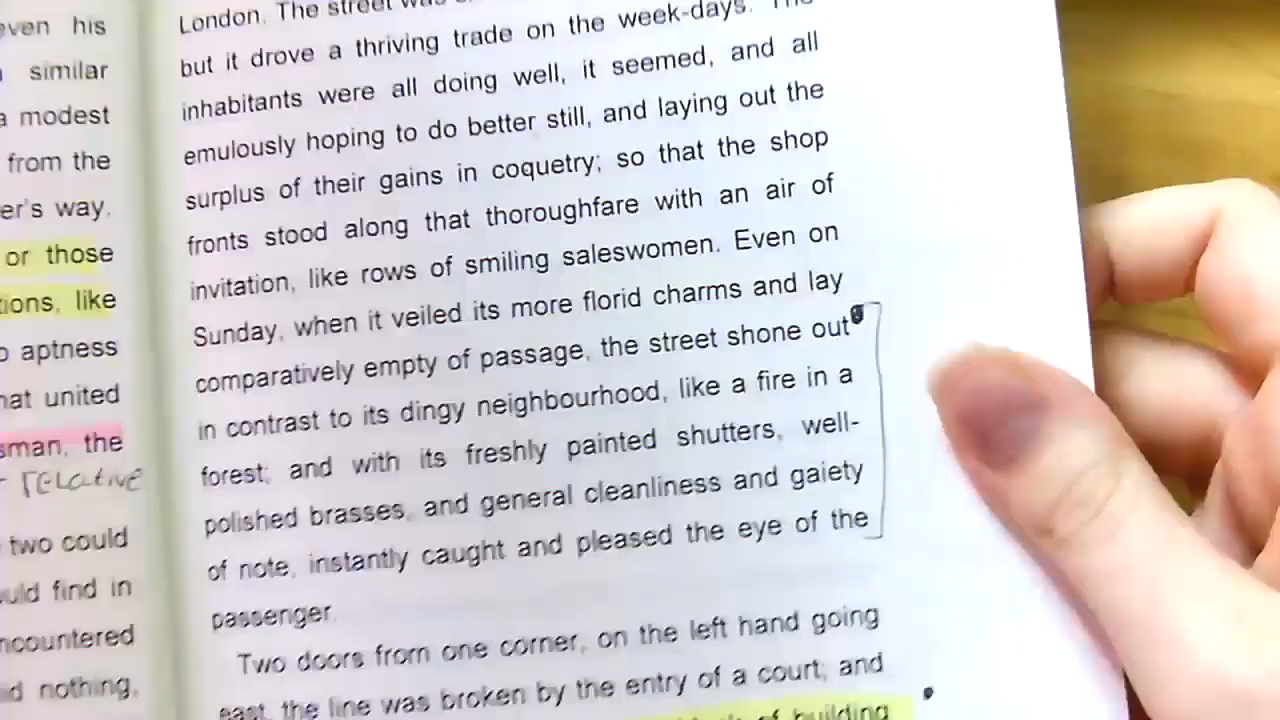 even his
similar
a modest
from the
er's way.
or those
tions, like
aptness
hat united
sman, the
relative
two could
ould find in
ncountered
id nothing,
London. The street was
but it drove a thriving trade on the week-days. The
inhabitants were all doing well, it seemed, and all
emulously hoping to do better still, and laying out the
surplus of their gains in coquetry; so that the shop
fronts stood along that thoroughfare with an air of
invitation, like rows of smiling saleswomen. Even on
Sunday, when it veiled its more florid charms and lay
comparatively empty of passage, the street shone out
in contrast to its dingy neighbourhood, like a fire in a
forest; and with its freshly painted shutters, well-
polished brasses, and general cleanliness and gaiety
of note, instantly caught and pleased the eye of the
passenger.
Two doors from one corner, on the left hand going
east, the line was broken by the entry of a court; and
of building